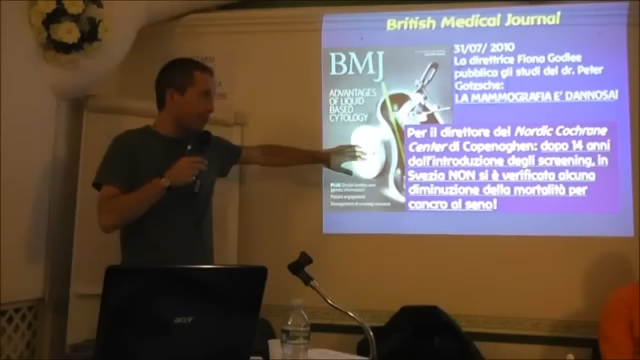 British Medical Journal
31/07/ 2010
La direttrice Fiona Godlee
pubblica gli studi del dr. Peter
Gotzsche:
LA MAMMOGRAFIA E' DANNOSA!
BMJ
ADVANTAGES
OF LIQUID
BASED
CYTOLOGY
Per il direttore del Nordic Cochrane
Center di Copenaghen: dopo 14 anni
dall'introduzione degli screening, in
Svezia NON si è verificata alcuna
diminuzione della mortalità per
cancro al seno!
PLUS
acer